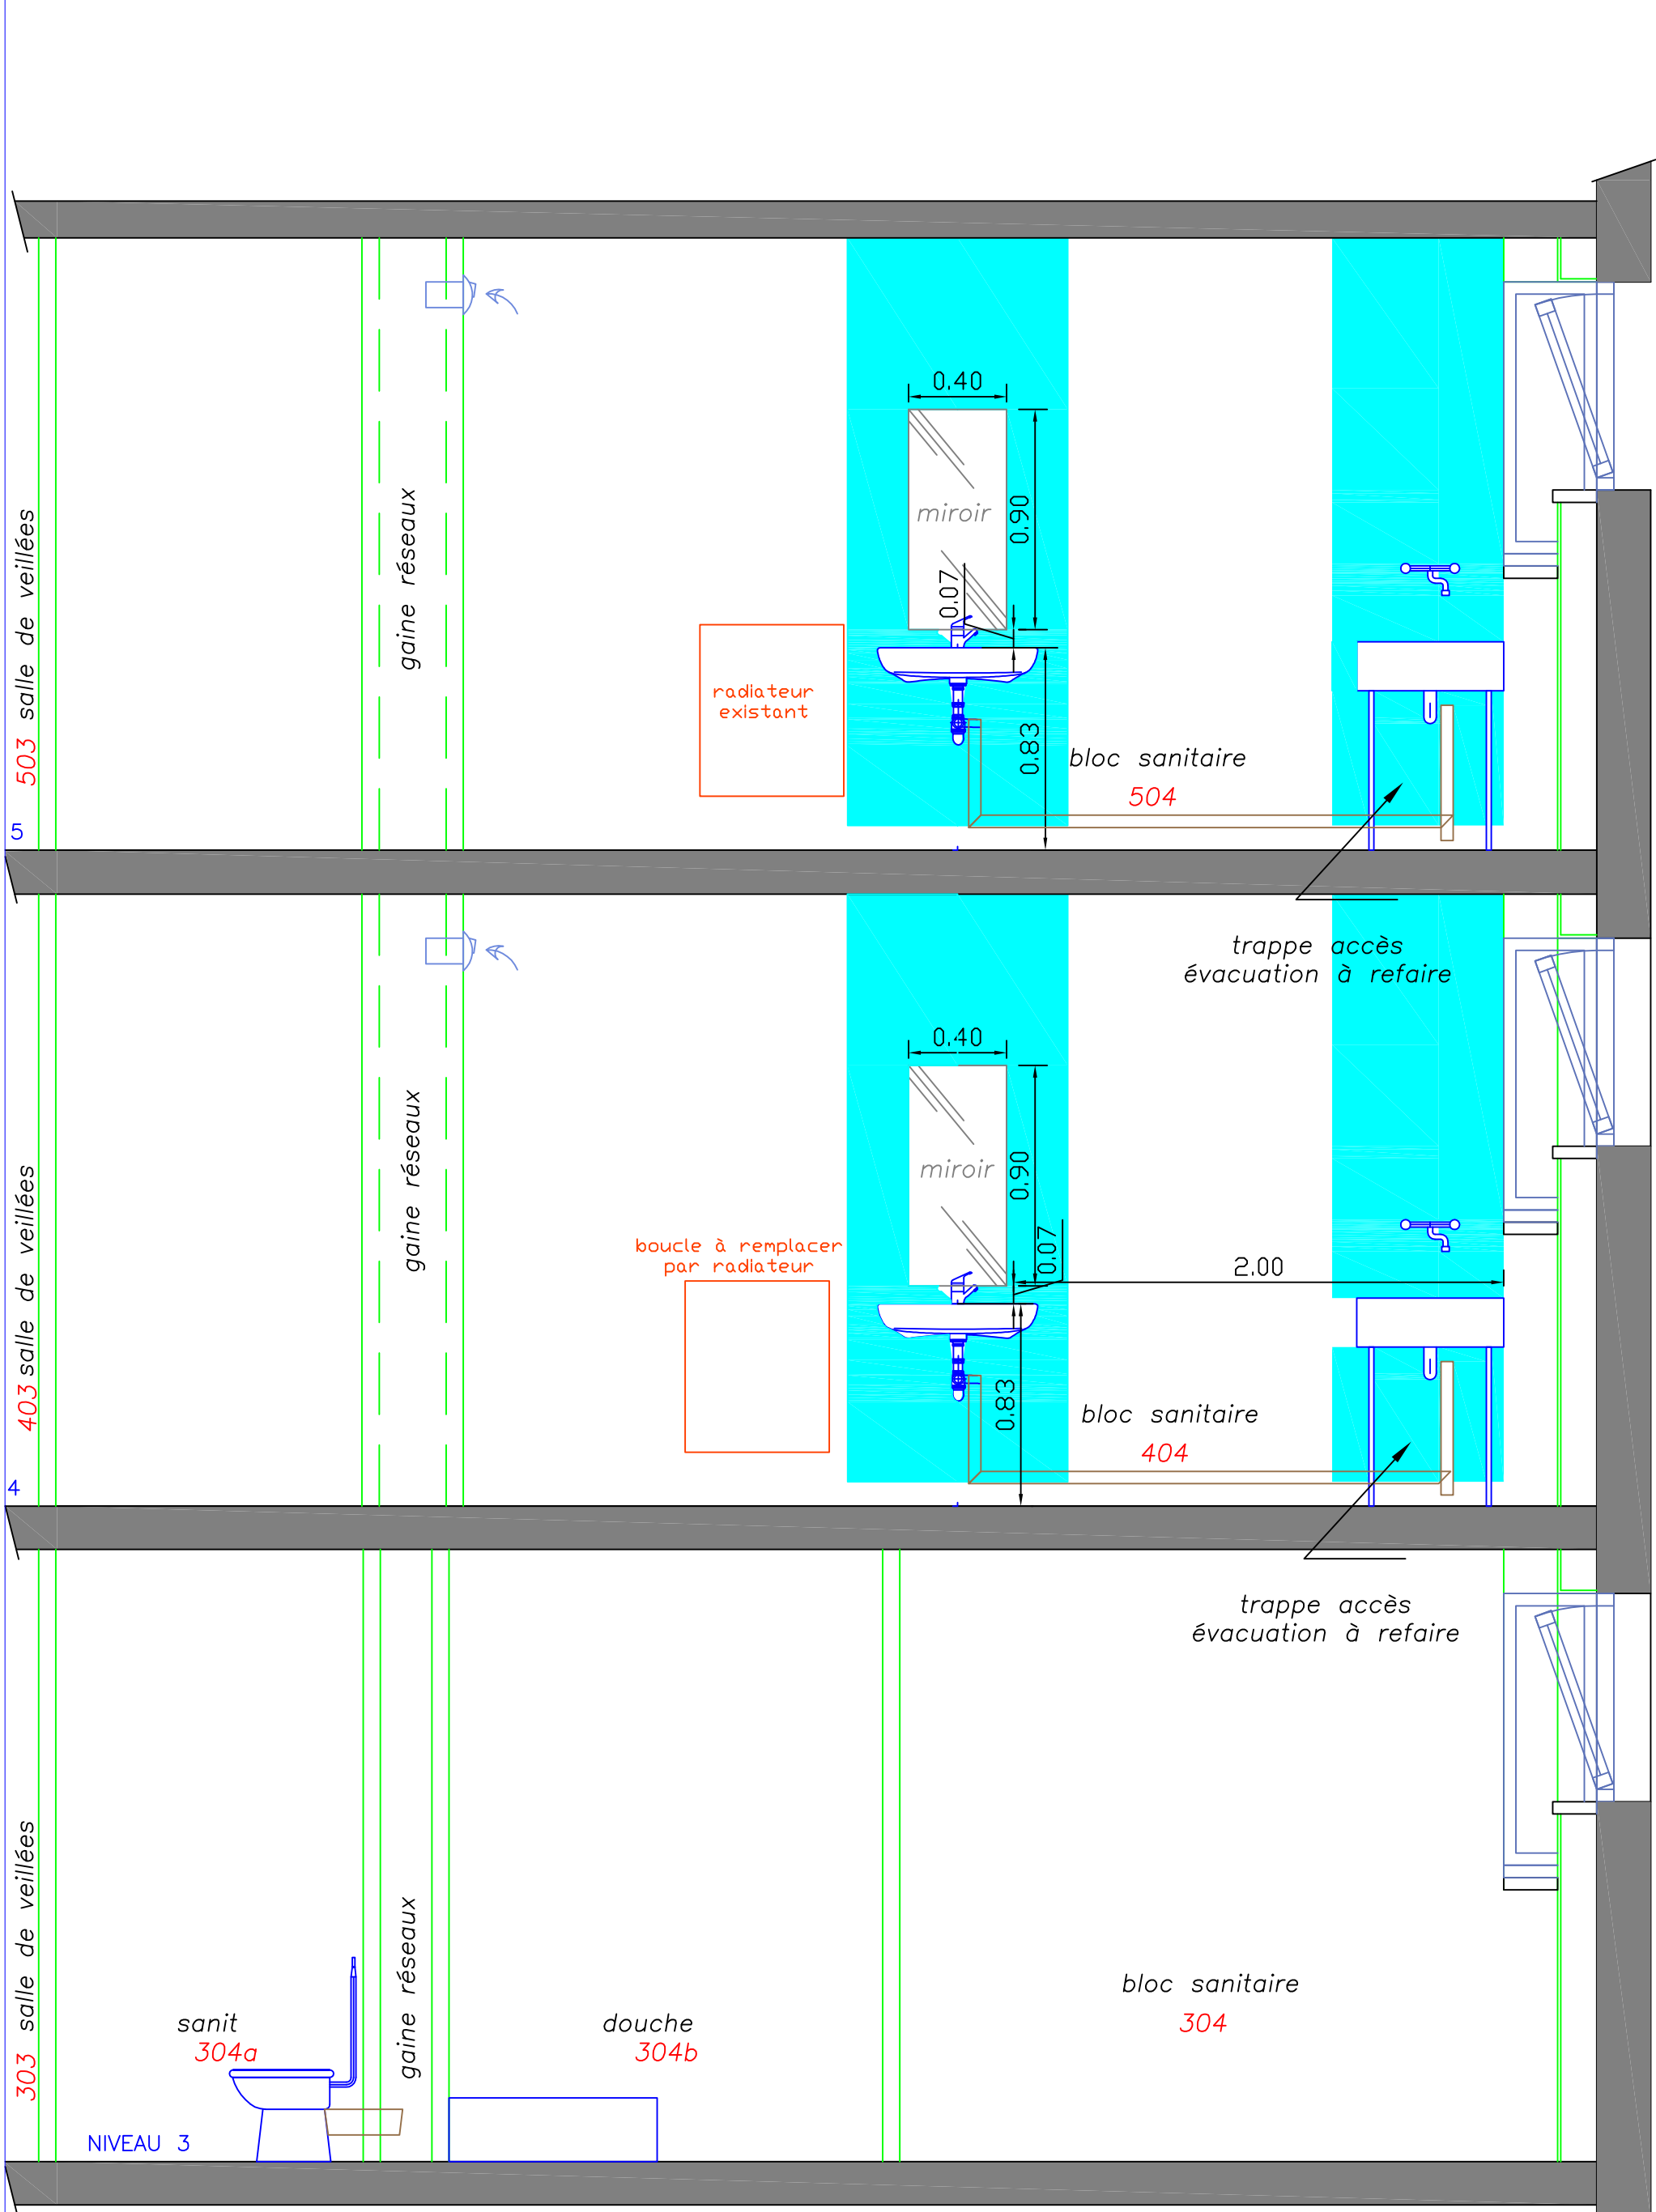 0.40
miroir
0.90
0.07
gaine réseaux
503 salle de veillées
radiateur
existant
0.83
bloc sanitaire
504
5
trappe accès
évacuation à refaire
0.40
miroir
0.90
0.07
gaine réseaux
403 salle de veillées
boucle à remplacer
par radiateur
2.00
0.83
bloc sanitaire
404
4
trappe accès
évacuation à refaire
303 salle de veillées
gaine réseaux
bloc sanitaire
304
sanit
304a
douche
304b
NIVEAU 3